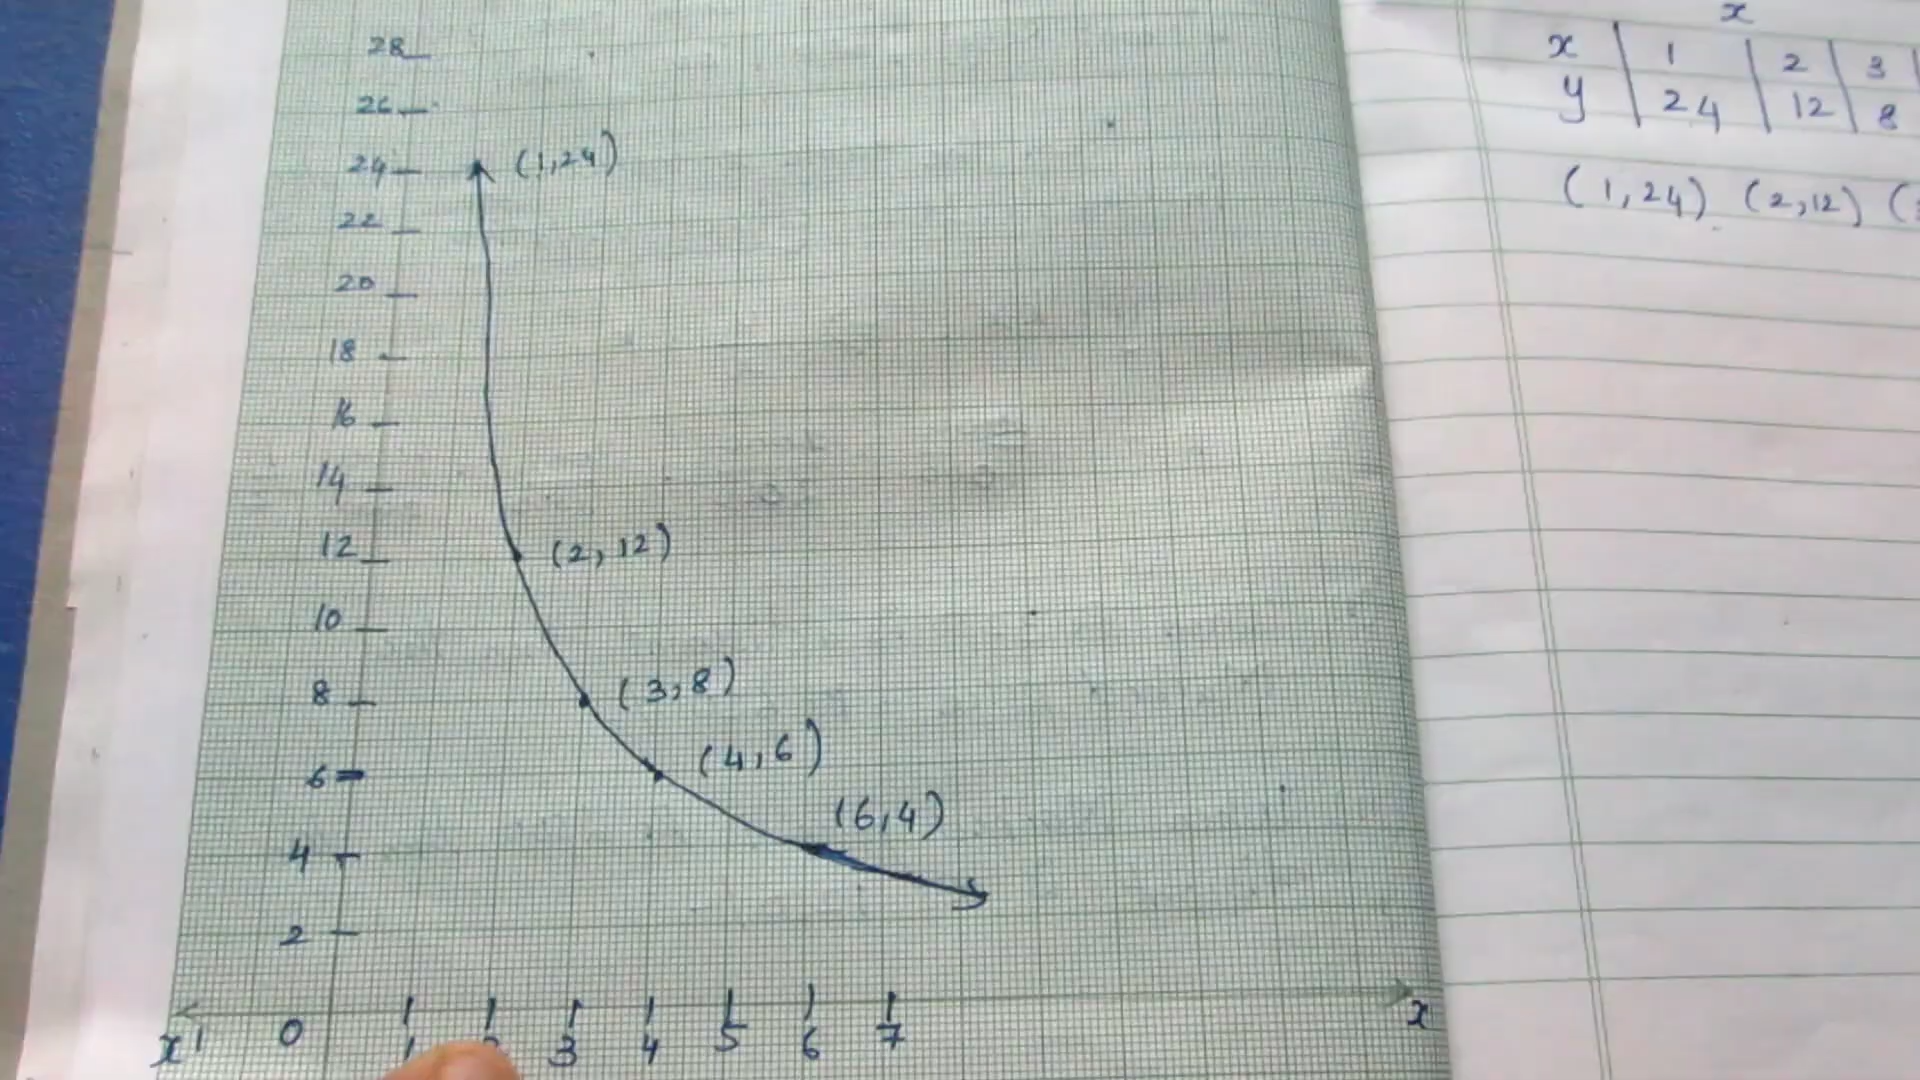 28
26
24 (1,24)
22
20
18
16
14
12 (2, 12)
10
8 (3,8)
6 (4,6)
4 (6,4)
2
x' 0 1 2 3 4 5 6 7 x
x
x 1 2 3
y 24 12 8
(1,24) (2,12) (